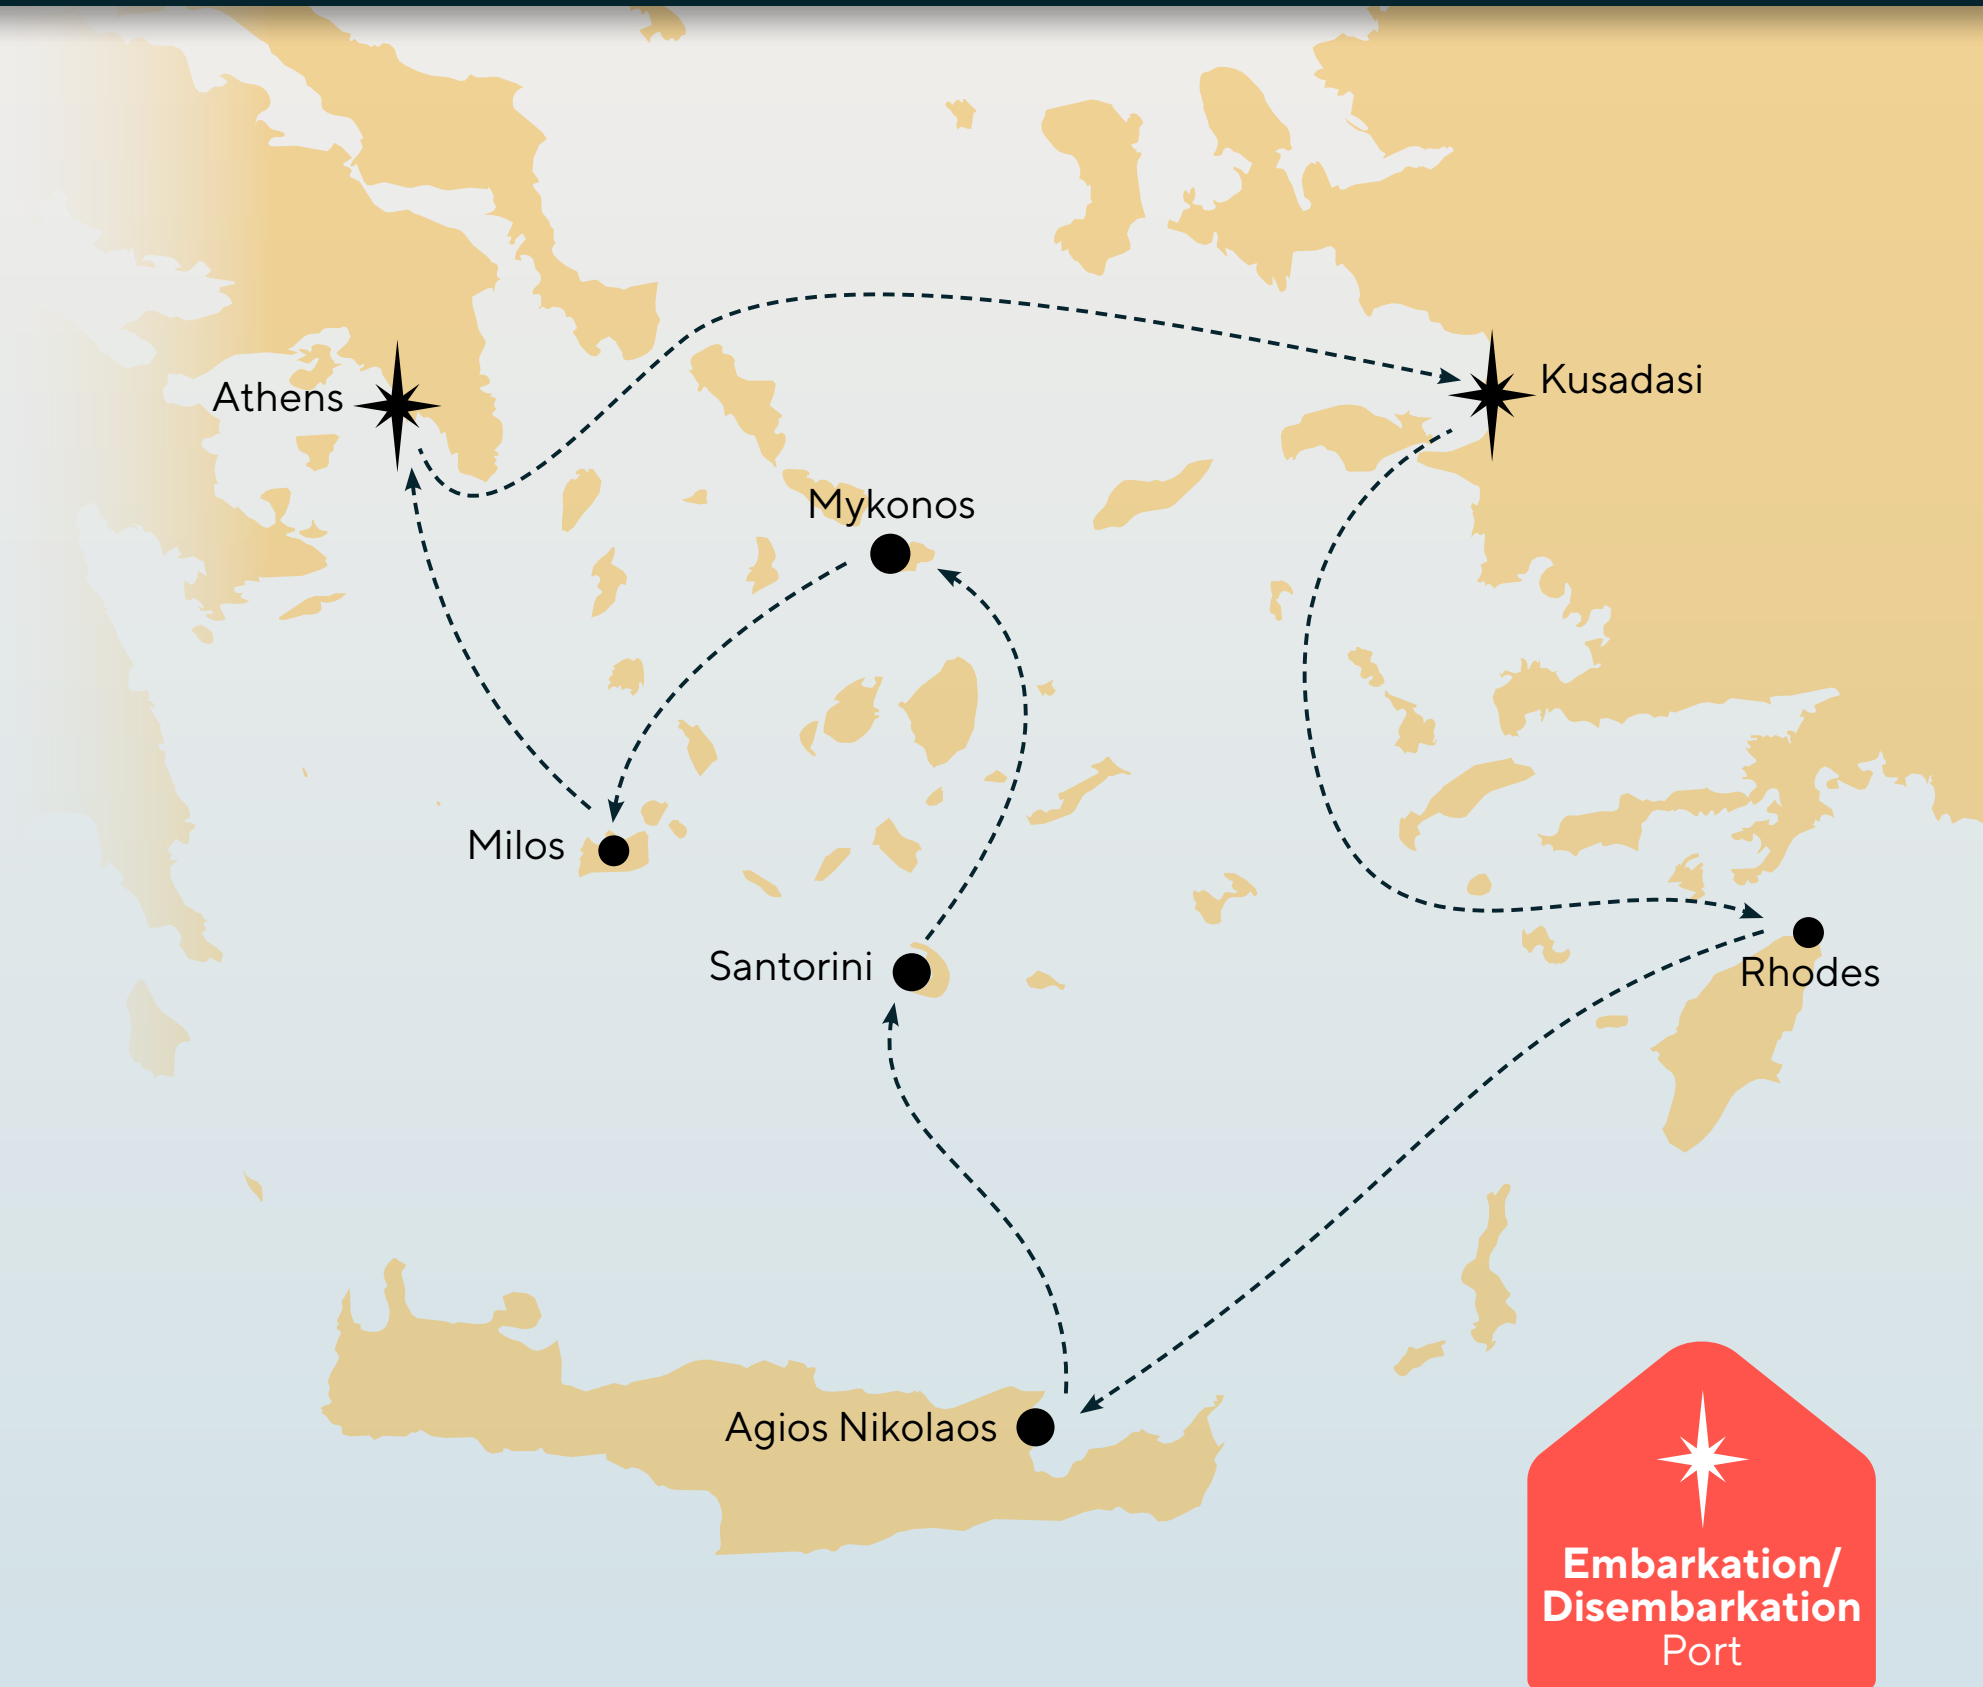 Athens
Kusadasi
Mykonos
Milos
Santorini
Rhodes
Agios Nikolaos
Embarkation/
Disembarkation
Port